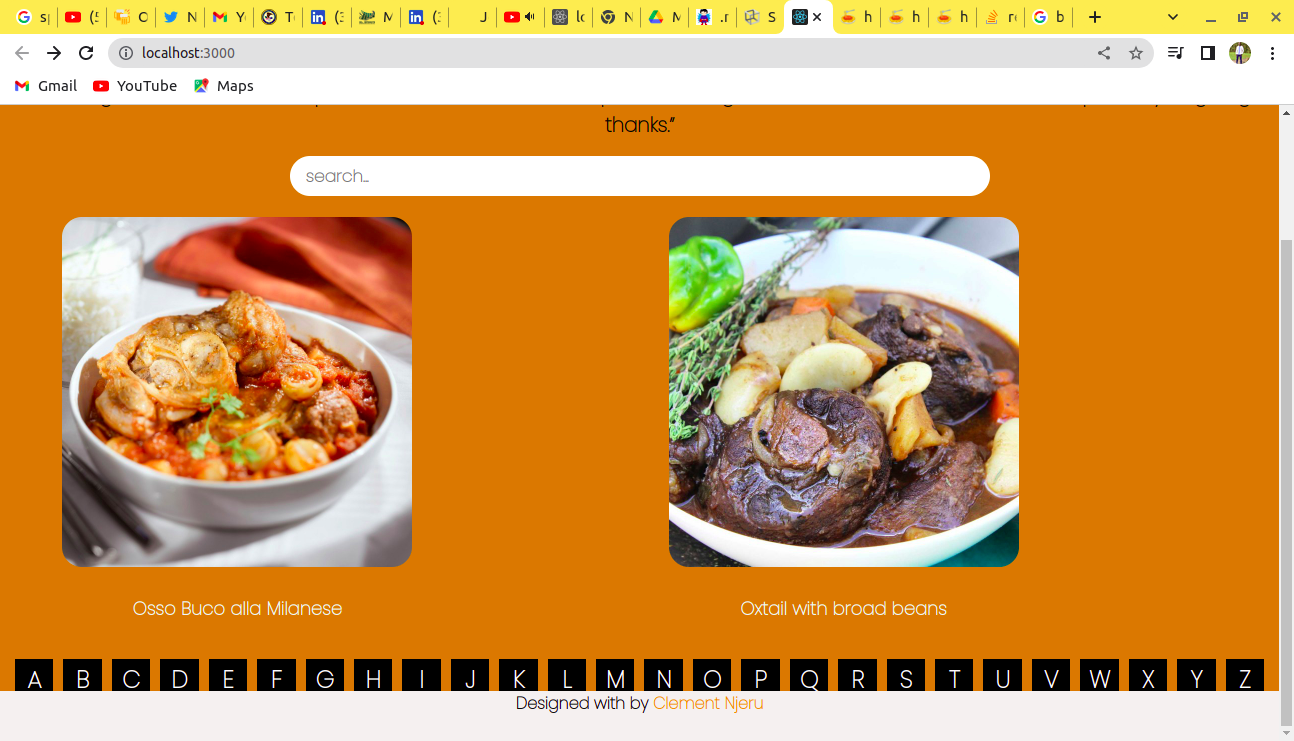 localhost:3000
Gmail YouTube Maps
thanks.”
search...
Osso Buco alla Milanese
Oxtail with broad beans
A B C D E F G H I J K L M N O P Q R S T U V W X Y Z
Designed with by Clement Njeru